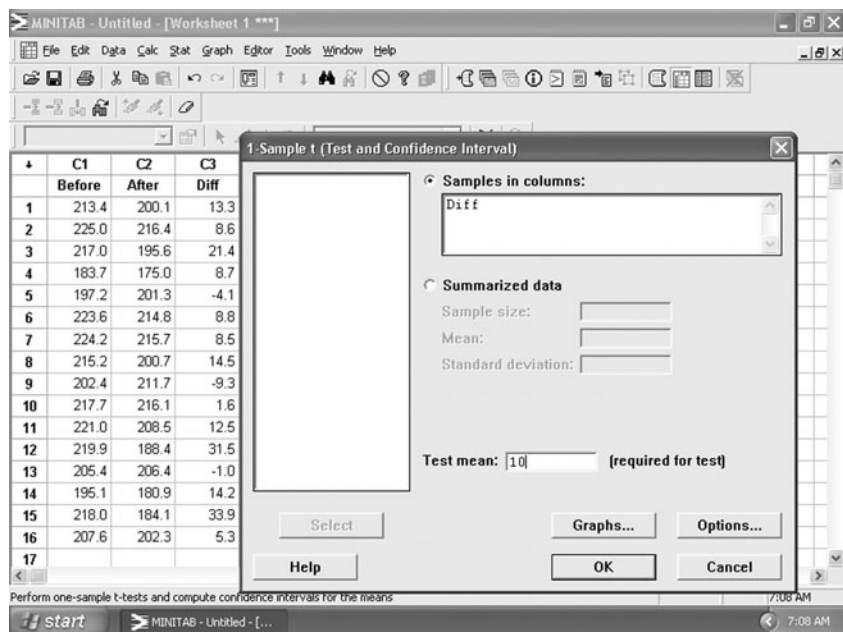 MINITAB - Untitled - [Worksheet 1 ***]
File Edit Data Calc Stat Graph Editor Tools Window Help
1-Sample t (Test and Confidence Interval)
C1 C2 C3
Before After Diff
1 213.4 200.1 13.3
2 225.0 216.4 8.6
3 217.0 195.6 21.4
4 183.7 175.0 8.7
5 197.2 201.3 -4.1
6 223.6 214.8 8.8
7 224.2 215.7 8.5
8 215.2 200.7 14.5
9 202.4 211.7 -9.3
10 217.7 216.1 1.6
11 221.0 208.5 12.5
12 219.9 188.4 31.5
13 205.4 206.4 -1.0
14 195.1 180.9 14.2
15 218.0 184.1 33.9
16 207.6 202.3 5.3
17
Samples in columns:
Diff
Summarized data
Sample size:
Mean:
Standard deviation:
Test mean: 10 (required for test)
Select Graphs... Options...
Help OK Cancel
Perform one-sample t-tests and compute confidence intervals for the means 7:08 AM
start MINITAB - Untitled - [... 7:08 AM